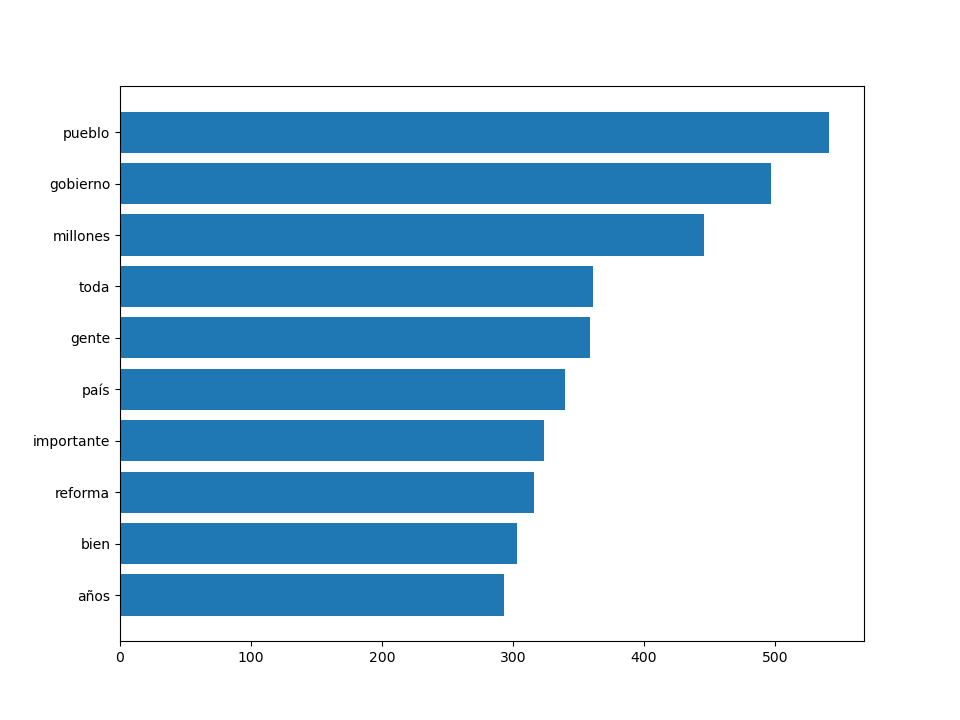 pueblo
gobierno
millones
toda
gente
país
importante
reforma
bien
años
0 100 200 300 400 500